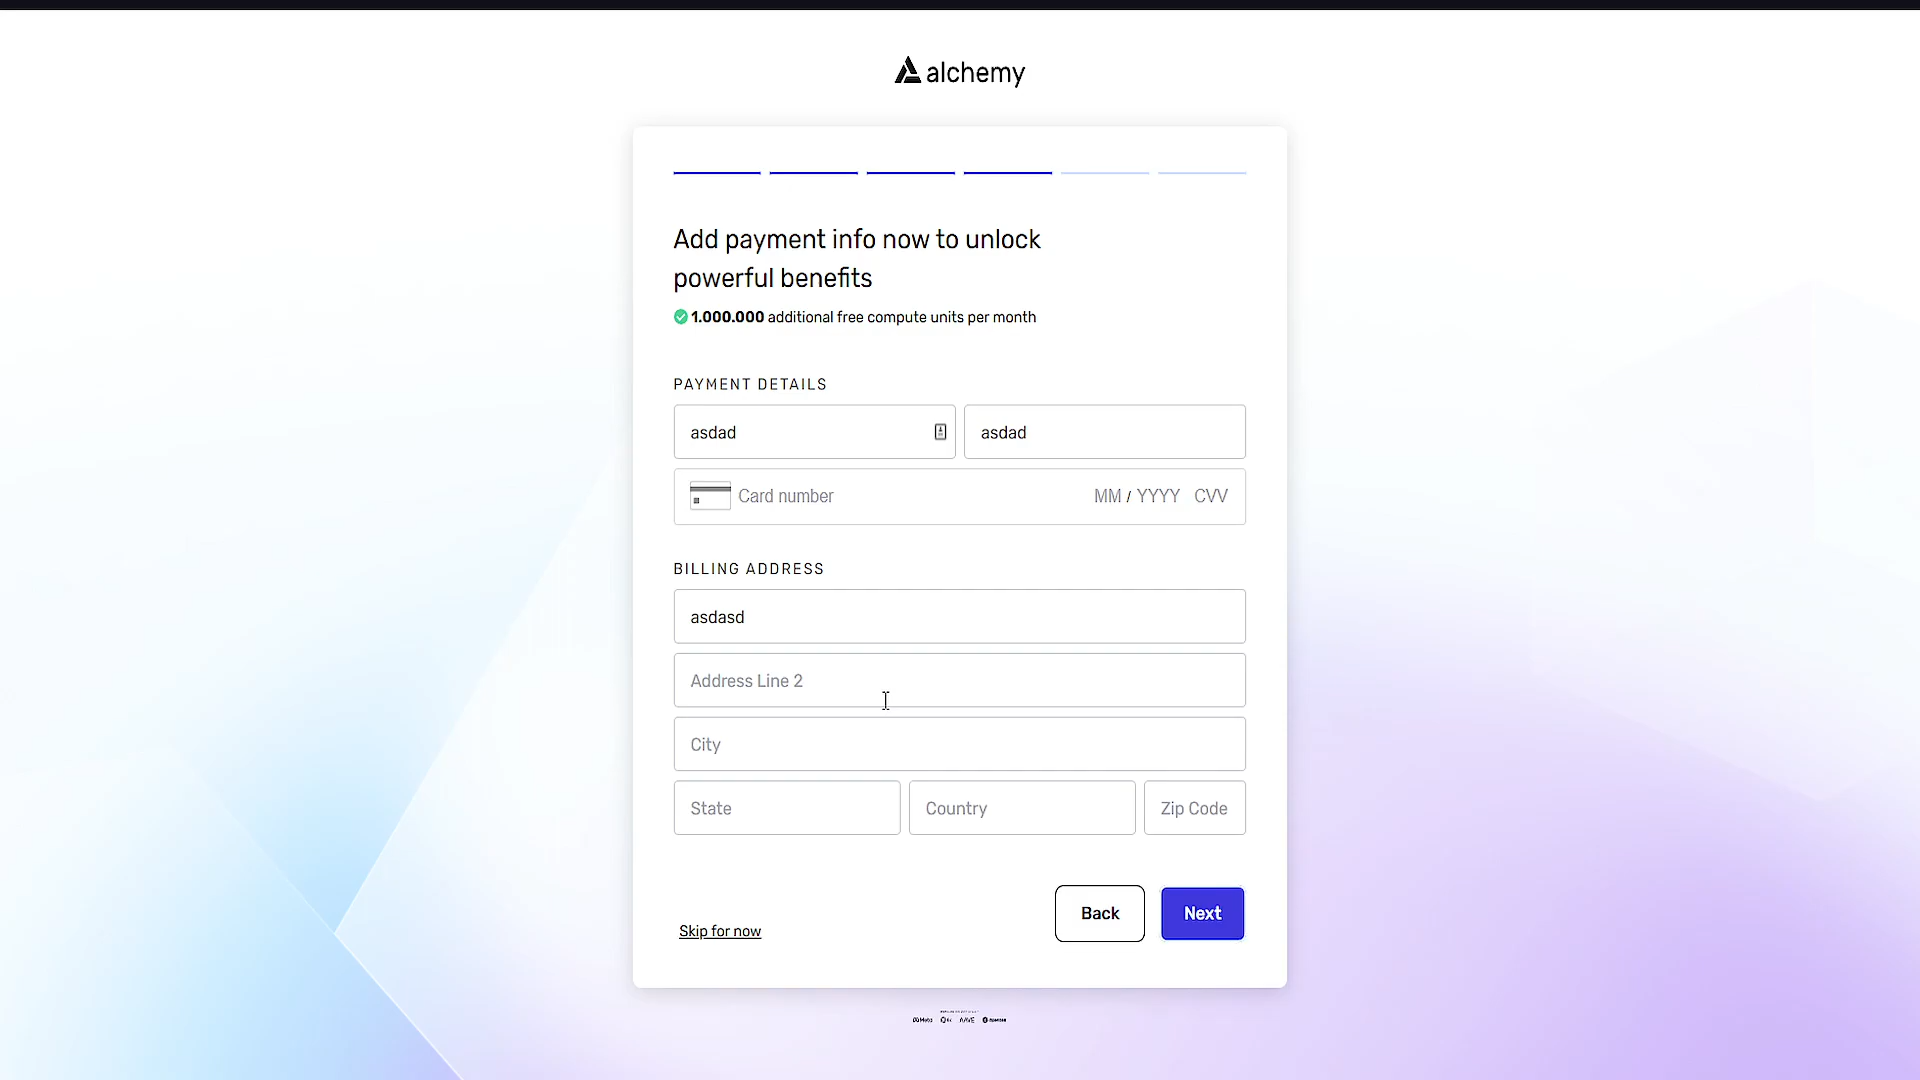 alchemy
Add payment info now to unlock
powerful benefits
1.000.000 additional free compute units per month
PAYMENT DETAILS
asdad
asdad
Card number
MM / YYYY
CVV
BILLING ADDRESS
asdasd
Address Line 2
City
State
Country
Zip Code
Back
Next
Skip for now
AAVE